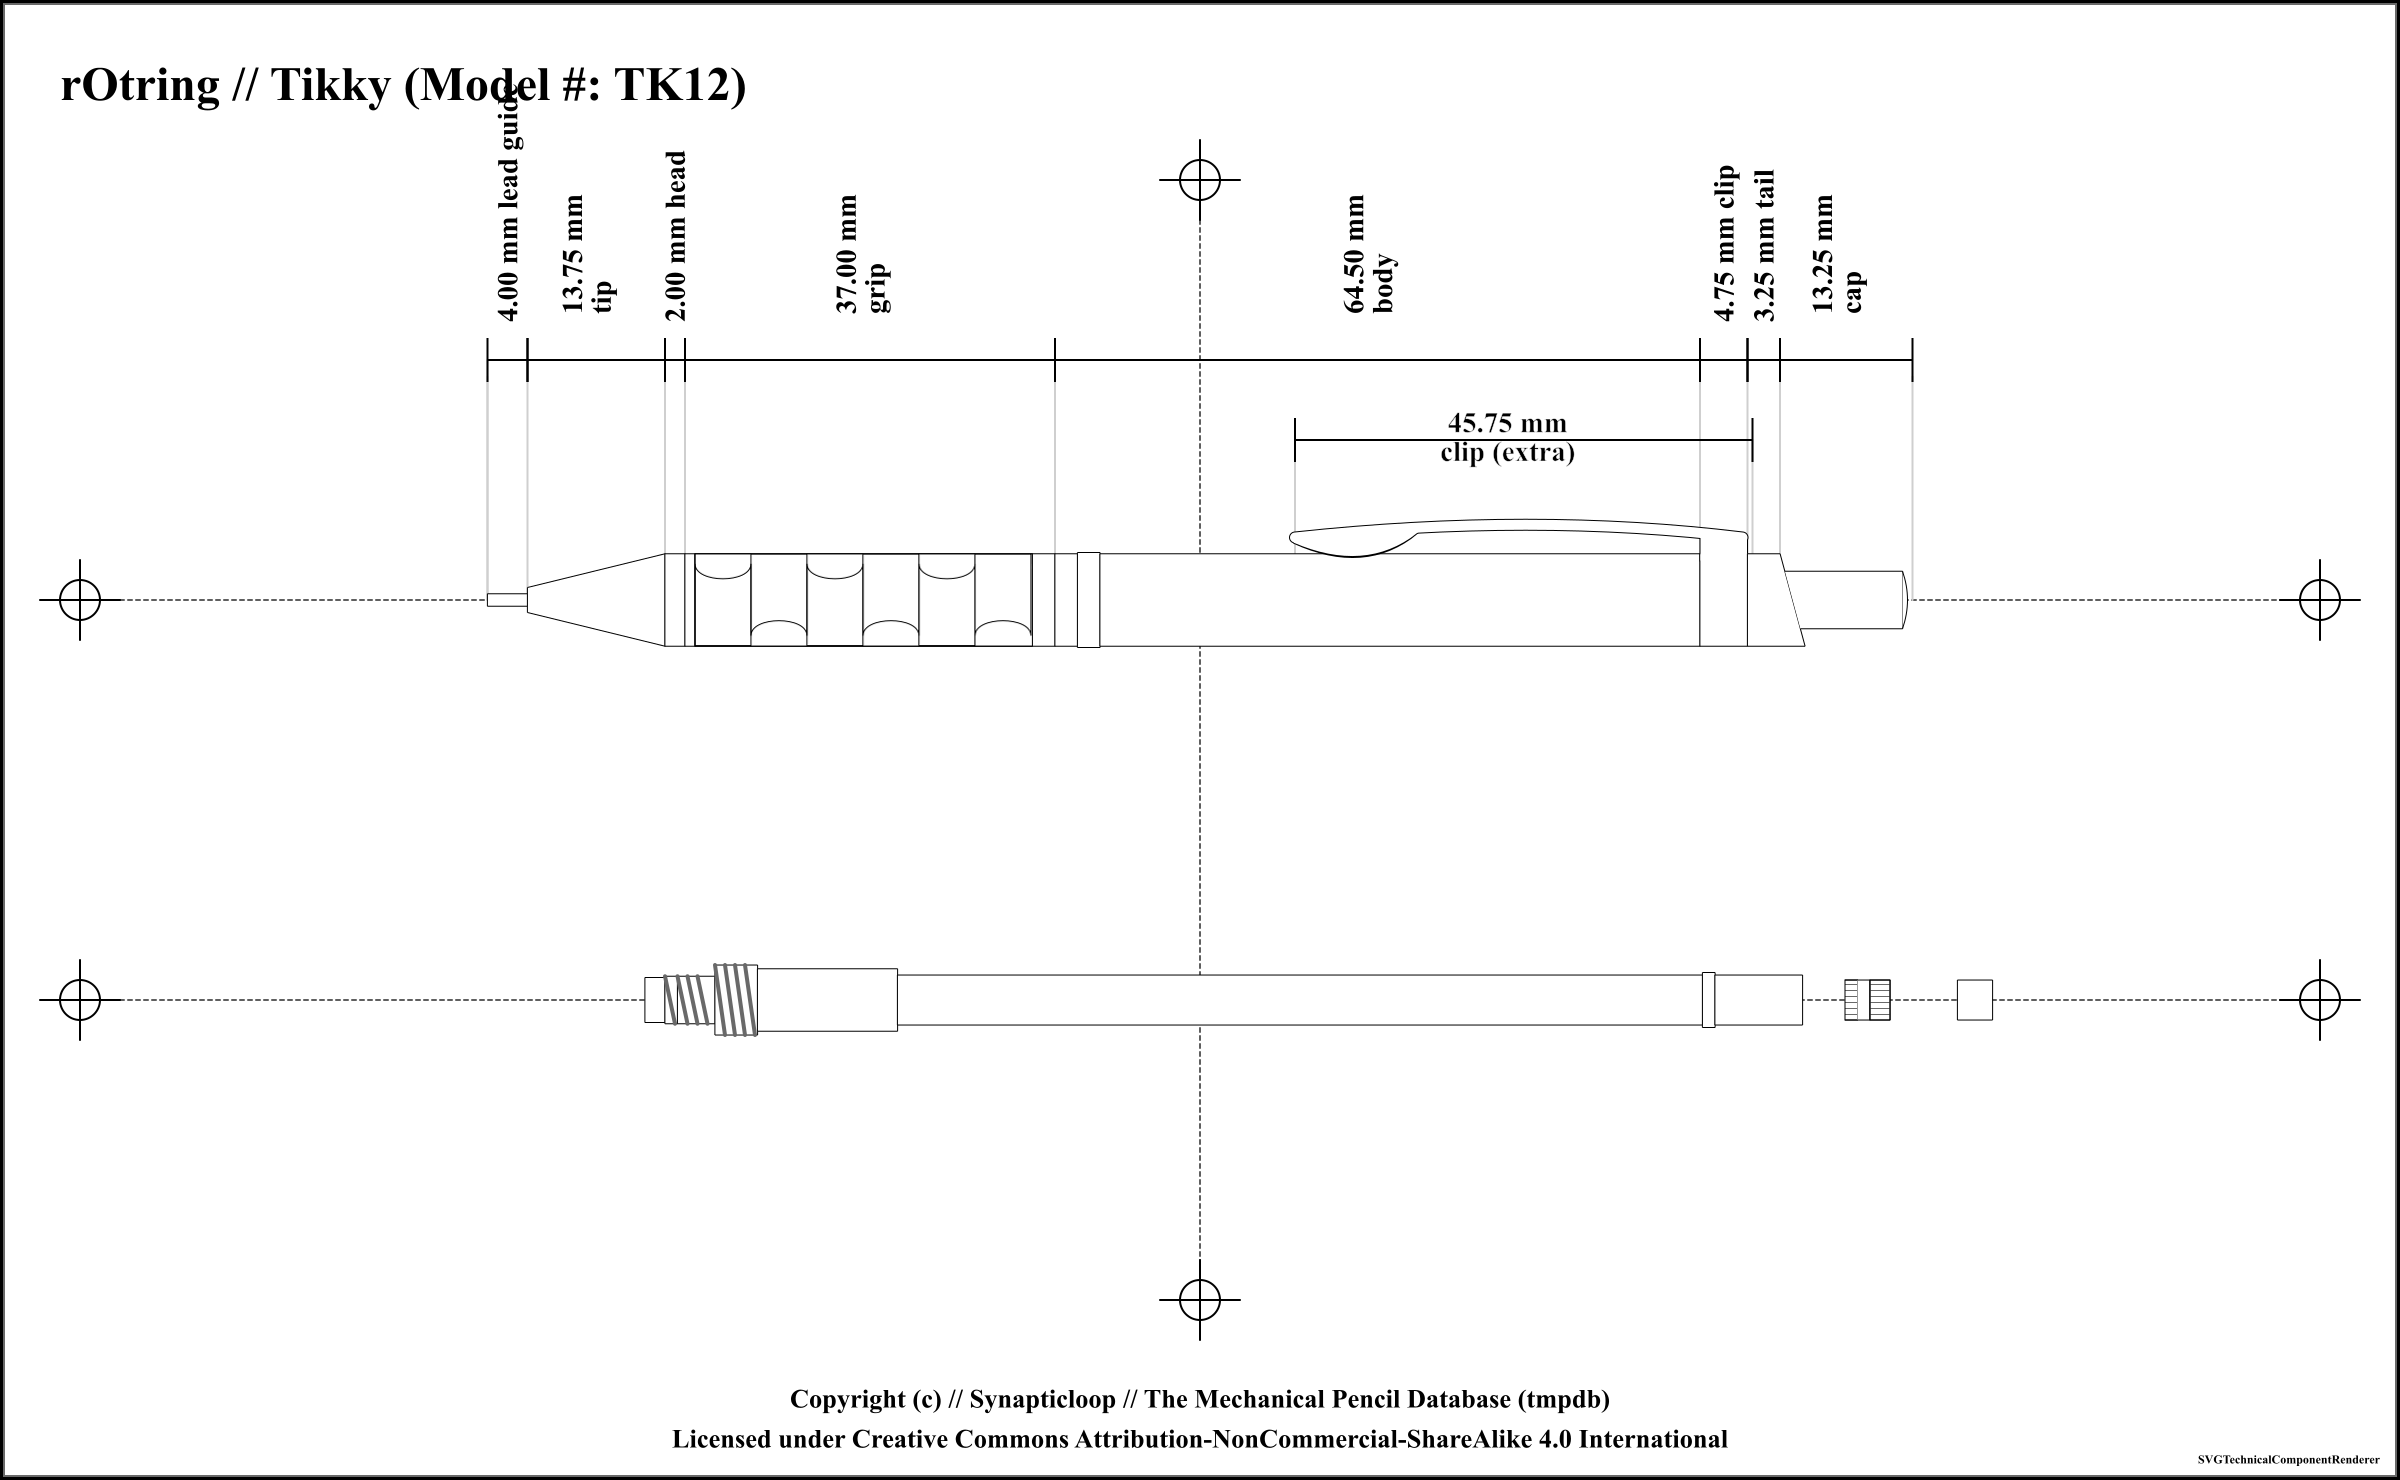 rOtring // Tikky (Model #: TK12)
4.00 mm lead guide
13.75 mm
tip
2.00 mm head
37.00 mm
grip
64.50 mm
body
4.75 mm clip
3.25 mm tail
13.25 mm
cap
45.75 mm
clip (extra)
Copyright (c) // Synapticloop // The Mechanical Pencil Database (tmpdb)
Licensed under Creative Commons Attribution-NonCommercial-ShareAlike 4.0 International
SVGTechnicalComponentRenderer